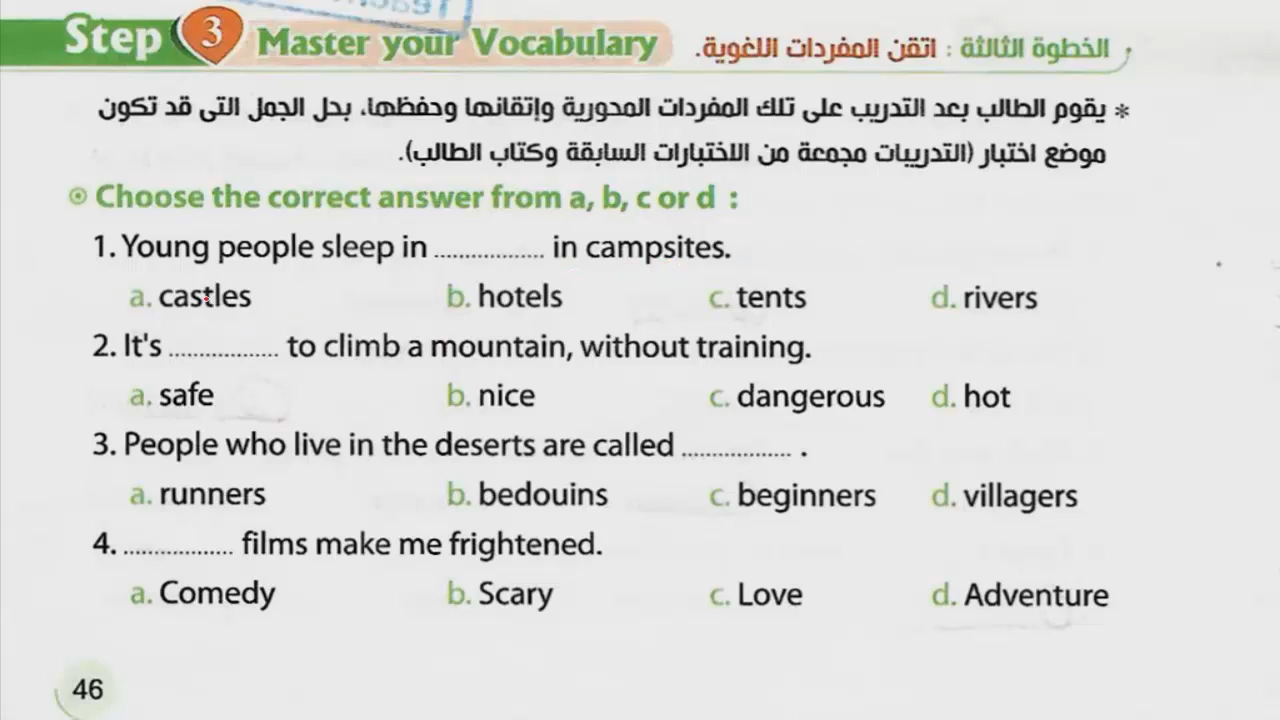 Step 3 Master your Vocabulary الخطوة الثالثة : اتقن المفردات اللغوية.
* يقوم الطالب بعد التدريب على تلك المفردات المحورية وإتقانها وحفظها، بحل الجمل التى قد تكون
موضع اختبار (التدريبات مجمعة من الاختبارات السابقة وكتاب الطالب).
Choose the correct answer from a, b, c or d :
1. Young people sleep in .................. in campsites.
a. castles b. hotels c. tents d. rivers
2. It's .................. to climb a mountain, without training.
a. safe b. nice c. dangerous d. hot
3. People who live in the deserts are called .................. .
a. runners b. bedouins c. beginners d. villagers
4. .................. films make me frightened.
a. Comedy b. Scary c. Love d. Adventure
46